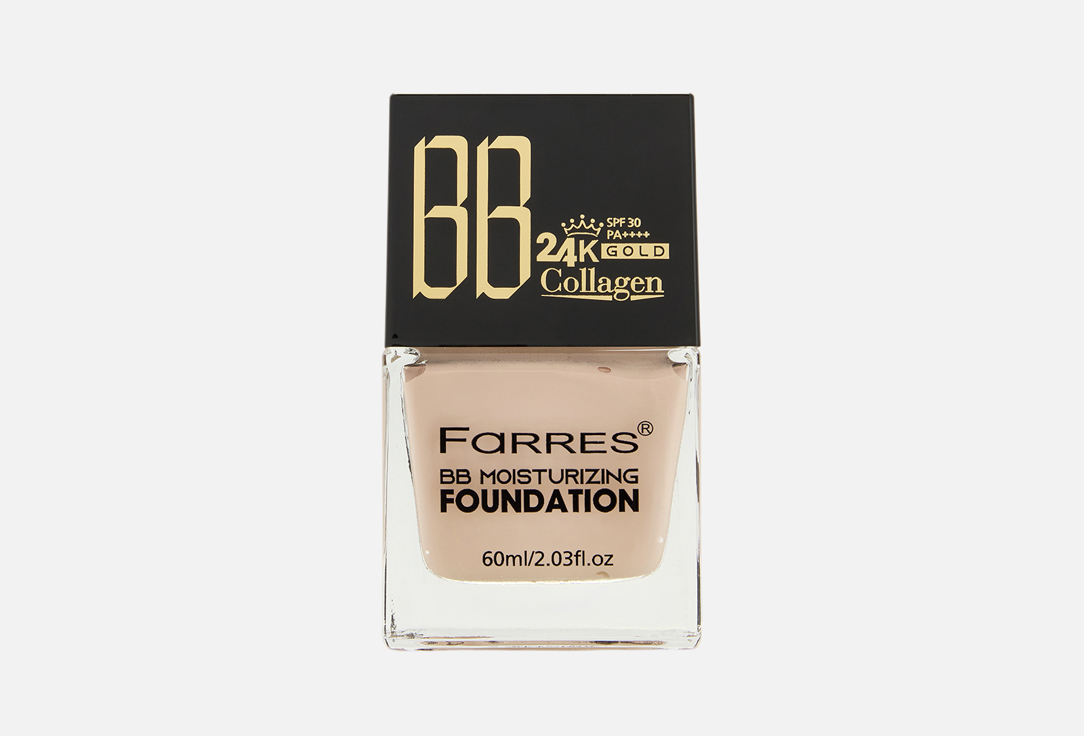 BB
SPF 30
PA++++
24K GOLD
Collagen
FaRRES®
BB MOISTURIZING
FOUNDATION
60ml/2.03fl.oz